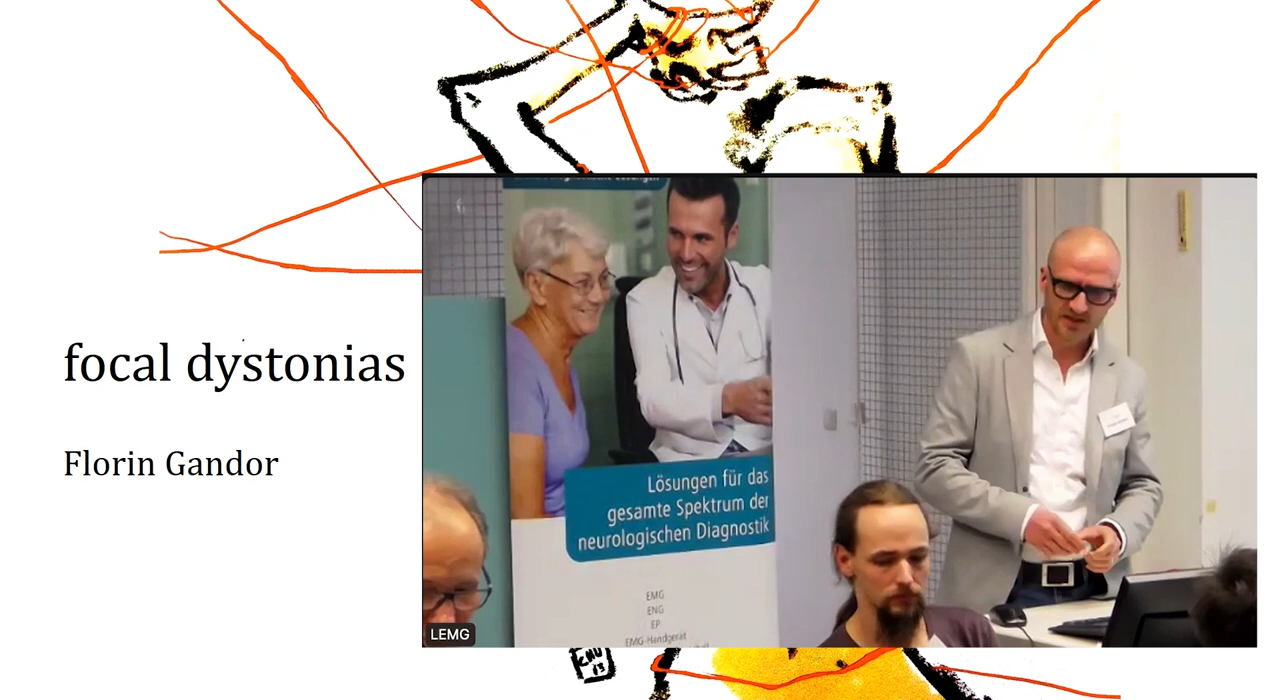 focal dystonias
Florin Gandor
Lösungen für das
gesamte Spektrum der
neurologischen Diagnostik
EMG
ENG
EP
EMG-Handgerät
LEMG